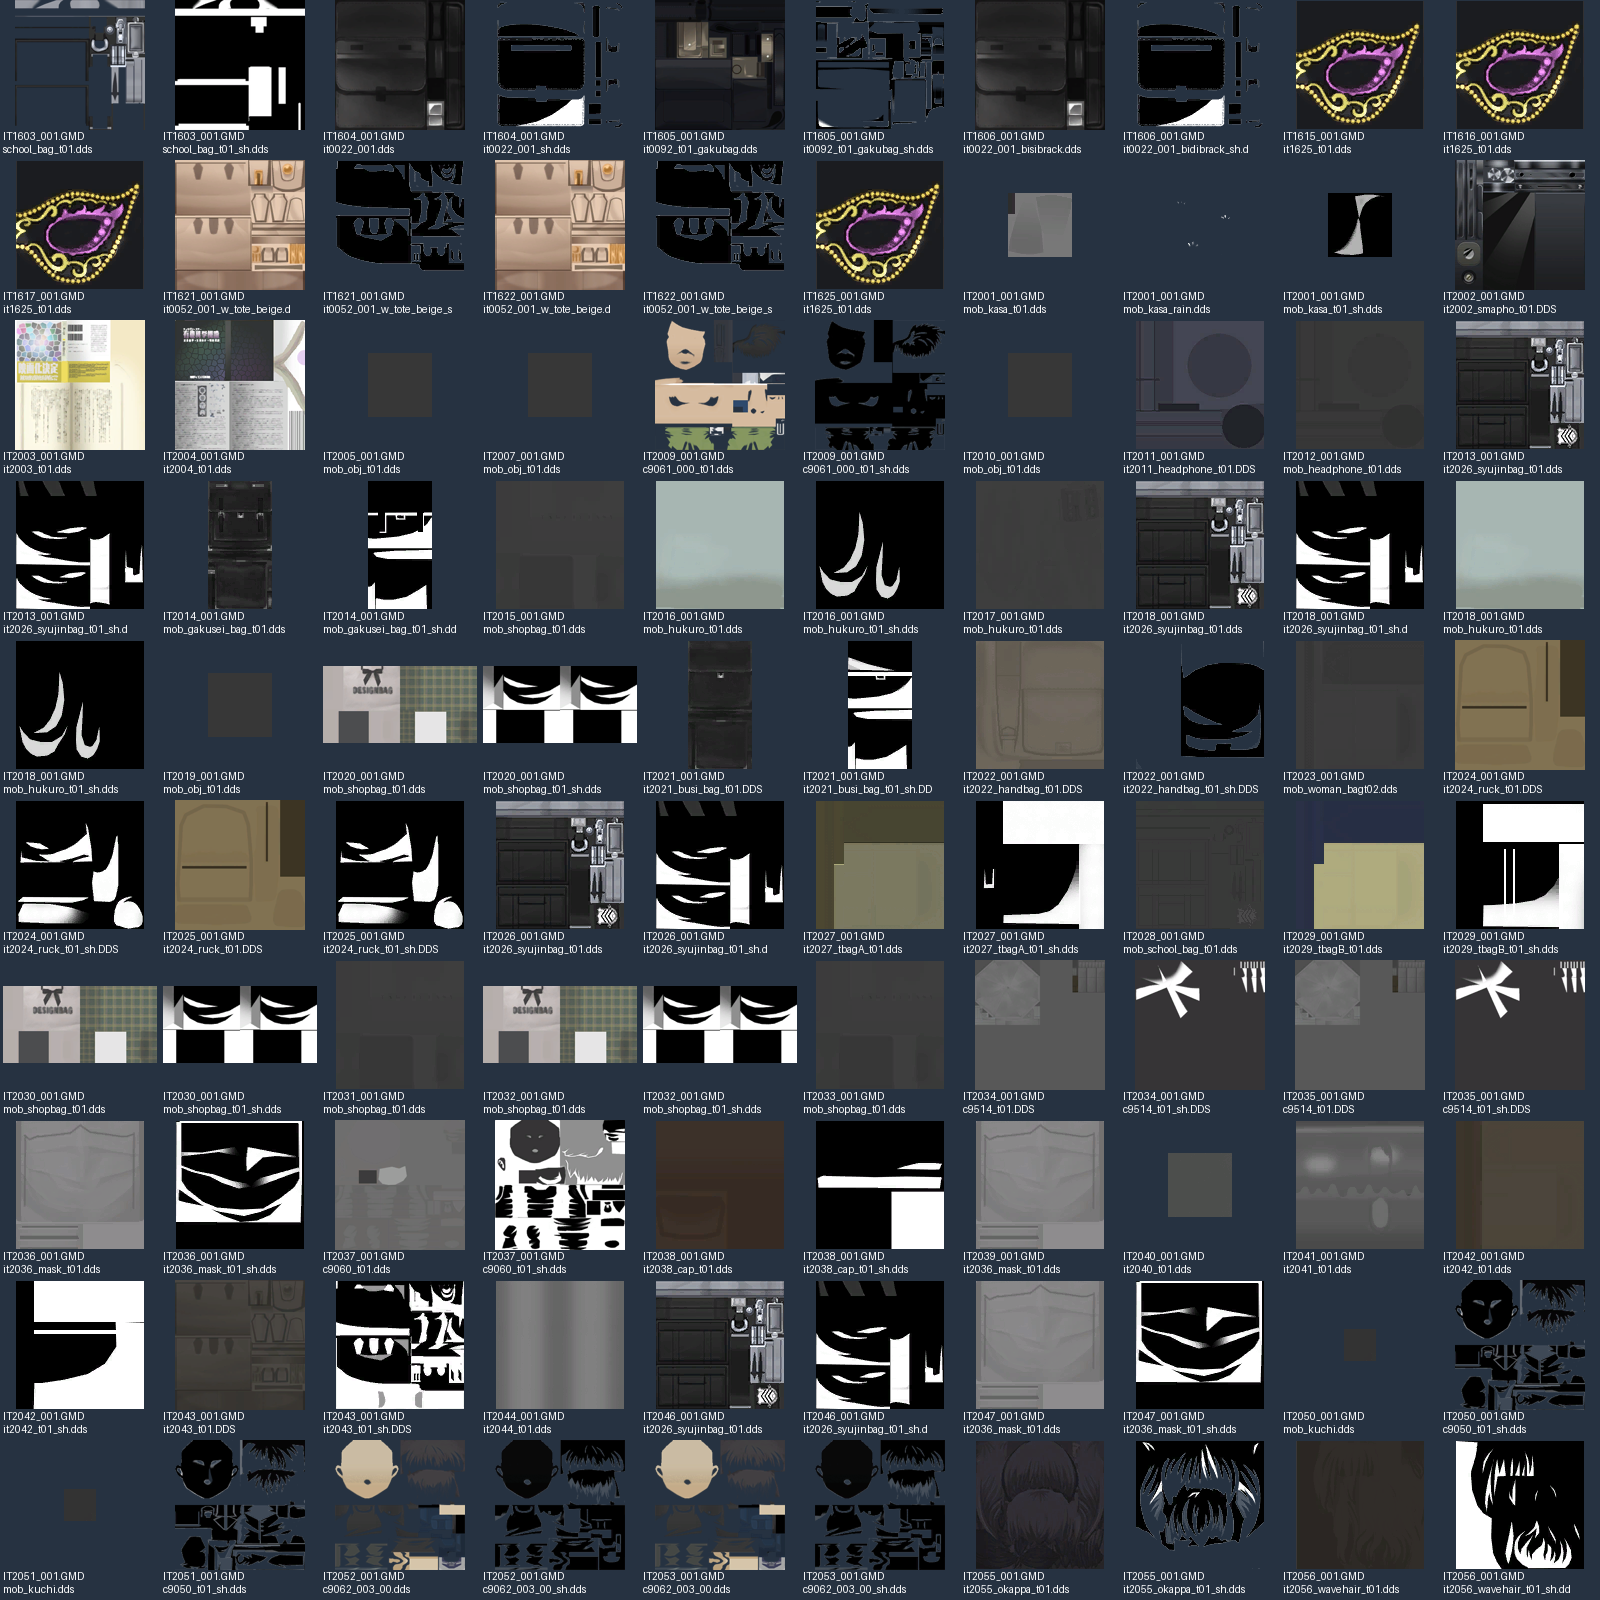 IT1603_001.GMD
school_bag_t01.dds
IT1603_001.GMD
school_bag_t01_sh.dds
IT1604_001.GMD
it0022_001.dds
IT1604_001.GMD
it0022_001_sh.dds
IT1605_001.GMD
it0092_t01_gakubag.dds
IT1605_001.GMD
it0092_t01_gakubag_sh.dds
IT1606_001.GMD
it0022_001_bisibrack.dds
IT1606_001.GMD
it0022_001_bidibrack_sh.d
IT1615_001.GMD
it1625_t01.dds
IT1616_001.GMD
it1625_t01.dds
IT1617_001.GMD
it1625_t01.dds
IT1621_001.GMD
it0052_001_w_tote_beige.d
IT1621_001.GMD
it0052_001_w_tote_beige_s
IT1622_001.GMD
it0052_001_w_tote_beige.d
IT1622_001.GMD
it0052_001_w_tote_beige_s
IT1625_001.GMD
it1625_t01.dds
IT2001_001.GMD
mob_kasa_t01.dds
IT2001_001.GMD
mob_kasa_rain.dds
IT2001_001.GMD
mob_kasa_t01_sh.dds
IT2002_001.GMD
it2002_smapho_t01.DDS
IT2003_001.GMD
it2003_t01.dds
IT2004_001.GMD
it2004_t01.dds
IT2005_001.GMD
mob_obj_t01.dds
IT2007_001.GMD
mob_obj_t01.dds
IT2009_001.GMD
c9061_000_t01.dds
IT2009_001.GMD
c9061_000_t01_sh.dds
IT2010_001.GMD
mob_obj_t01.dds
IT2011_001.GMD
it2011_headphone_t01.DDS
IT2012_001.GMD
mob_headphone_t01.dds
IT2013_001.GMD
it2026_syujinbag_t01.dds
IT2013_001.GMD
it2026_syujinbag_t01_sh.d
IT2014_001.GMD
mob_gakusei_bag_t01.dds
IT2014_001.GMD
mob_gakusei_bag_t01_sh.dd
IT2015_001.GMD
mob_shopbag_t01.dds
IT2016_001.GMD
mob_hukuro_t01.dds
IT2016_001.GMD
mob_hukuro_t01_sh.dds
IT2017_001.GMD
mob_hukuro_t01.dds
IT2018_001.GMD
it2026_syujinbag_t01.dds
IT2018_001.GMD
it2026_syujinbag_t01_sh.d
IT2018_001.GMD
mob_hukuro_t01.dds
IT2018_001.GMD
mob_hukuro_t01_sh.dds
IT2019_001.GMD
mob_obj_t01.dds
DESIGNBAG
IT2020_001.GMD
mob_shopbag_t01.dds
IT2020_001.GMD
mob_shopbag_t01_sh.dds
IT2021_001.GMD
it2021_busi_bag_t01.DDS
IT2021_001.GMD
it2021_busi_bag_t01_sh.DD
IT2022_001.GMD
it2022_handbag_t01.DDS
IT2022_001.GMD
it2022_handbag_t01_sh.DDS
IT2023_001.GMD
mob_woman_bagt02.dds
IT2024_001.GMD
it2024_ruck_t01.DDS
IT2024_001.GMD
it2024_ruck_t01_sh.DDS
IT2025_001.GMD
it2024_ruck_t01.DDS
IT2025_001.GMD
it2024_ruck_t01_sh.DDS
IT2026_001.GMD
it2026_syujinbag_t01.dds
IT2026_001.GMD
it2026_syujinbag_t01_sh.d
IT2027_001.GMD
it2027_tbagA_t01.dds
IT2027_001.GMD
it2027_tbagA_t01_sh.dds
IT2028_001.GMD
mob_school_bag_t01.dds
IT2029_001.GMD
it2029_tbagB_t01.dds
IT2029_001.GMD
it2029_tbagB_t01_sh.dds
DESIGNBAG
IT2030_001.GMD
mob_shopbag_t01.dds
IT2030_001.GMD
mob_shopbag_t01_sh.dds
IT2031_001.GMD
mob_shopbag_t01.dds
DESIGNBAG
IT2032_001.GMD
mob_shopbag_t01.dds
IT2032_001.GMD
mob_shopbag_t01_sh.dds
IT2033_001.GMD
mob_shopbag_t01.dds
IT2034_001.GMD
c9514_t01.DDS
IT2034_001.GMD
c9514_t01_sh.DDS
IT2035_001.GMD
c9514_t01.DDS
IT2035_001.GMD
c9514_t01_sh.DDS
IT2036_001.GMD
it2036_mask_t01.dds
IT2036_001.GMD
it2036_mask_t01_sh.dds
IT2037_001.GMD
c9060_t01.dds
IT2037_001.GMD
c9060_t01_sh.dds
IT2038_001.GMD
it2038_cap_t01.dds
IT2038_001.GMD
it2038_cap_t01_sh.dds
IT2039_001.GMD
it2036_mask_t01.dds
IT2040_001.GMD
it2040_t01.dds
IT2041_001.GMD
it2041_t01.dds
IT2042_001.GMD
it2042_t01.dds
IT2042_001.GMD
it2042_t01_sh.dds
IT2043_001.GMD
it2043_t01.DDS
IT2043_001.GMD
it2043_t01_sh.DDS
IT2044_001.GMD
it2044_t01.dds
IT2046_001.GMD
it2026_syujinbag_t01.dds
IT2046_001.GMD
it2026_syujinbag_t01_sh.d
IT2047_001.GMD
it2036_mask_t01.dds
IT2047_001.GMD
it2036_mask_t01_sh.dds
IT2050_001.GMD
mob_kuchi.dds
IT2050_001.GMD
c9050_t01_sh.dds
IT2051_001.GMD
mob_kuchi.dds
IT2051_001.GMD
c9050_t01_sh.dds
IT2052_001.GMD
c9062_003_00.dds
IT2052_001.GMD
c9062_003_00_sh.dds
IT2053_001.GMD
c9062_003_00.dds
IT2053_001.GMD
c9062_003_00_sh.dds
IT2055_001.GMD
it2055_okappa_t01.dds
IT2055_001.GMD
it2055_okappa_t01_sh.dds
IT2056_001.GMD
it2056_wavehair_t01.dds
IT2056_001.GMD
it2056_wavehair_t01_sh.dd